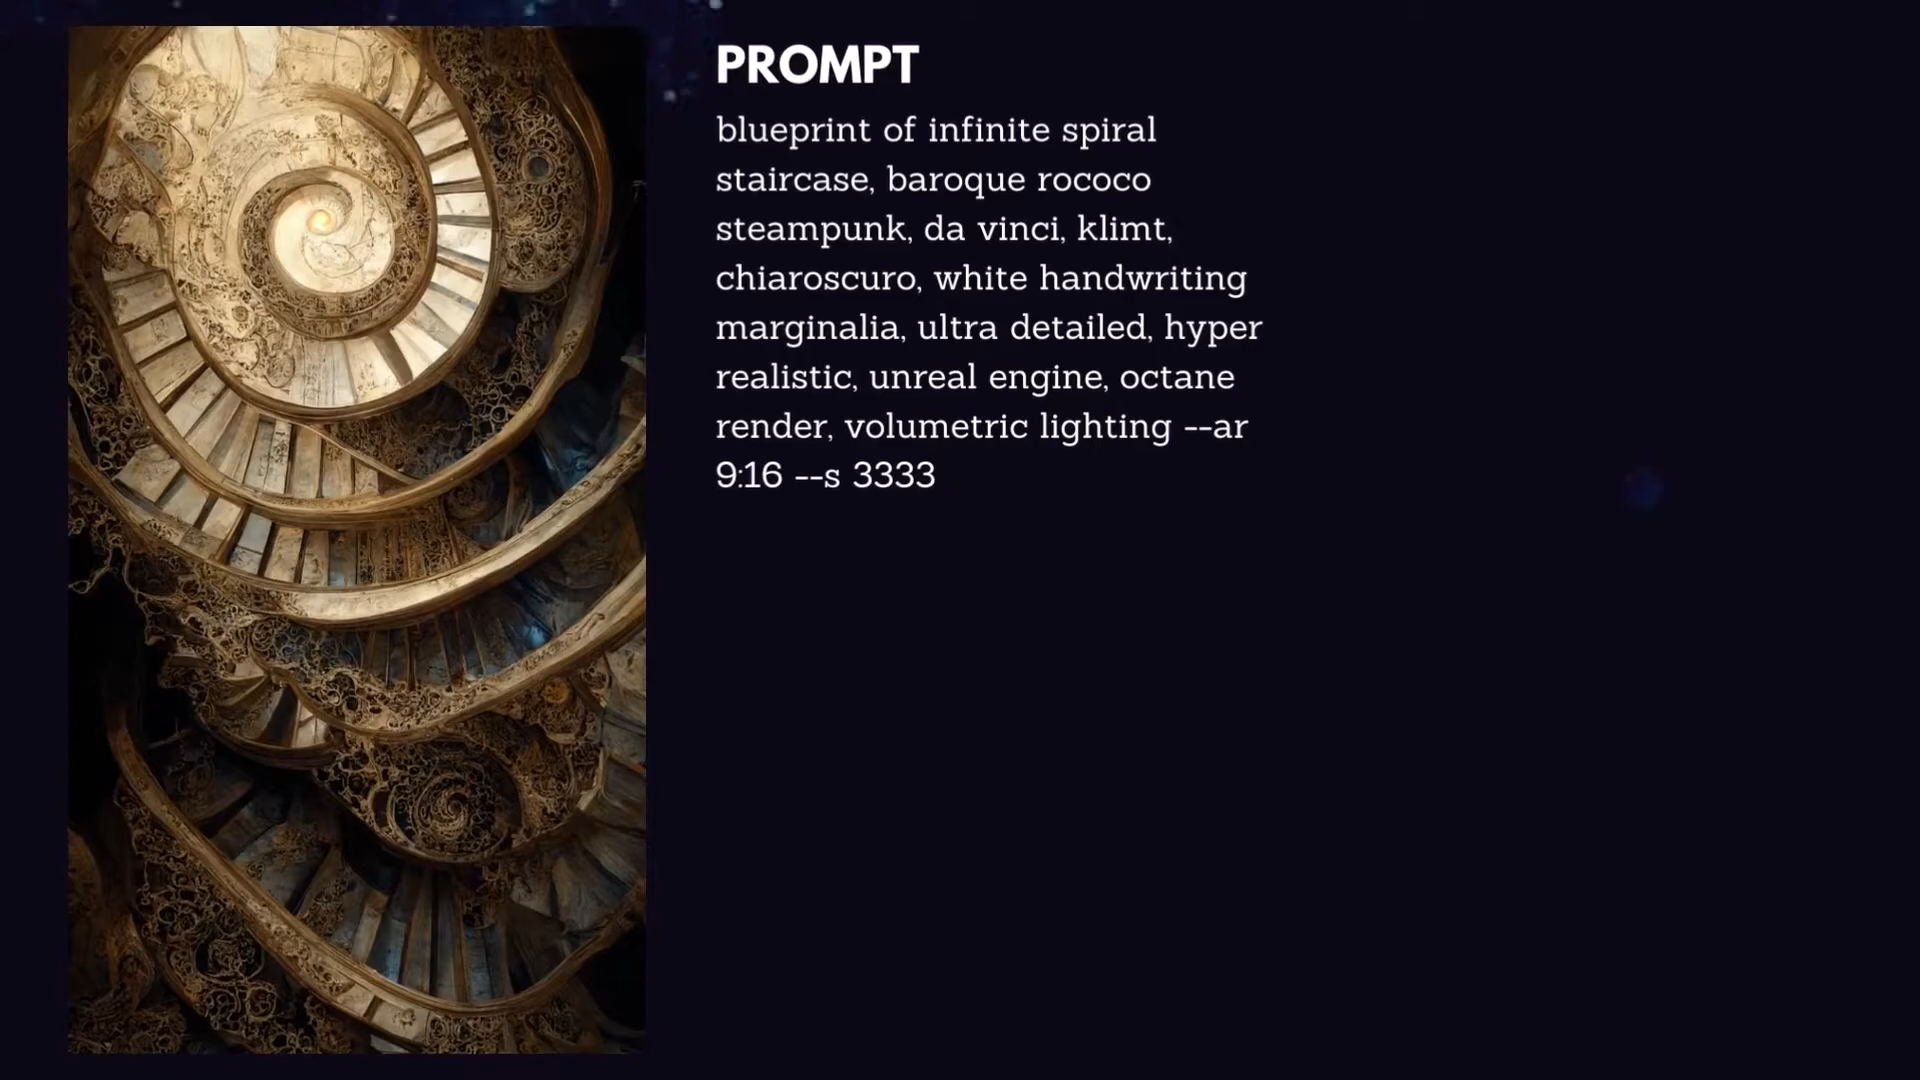 PROMPT
blueprint of infinite spiral
staircase, baroque rococo
steampunk, da vinci, klimt,
chiaroscuro, white handwriting
marginalia, ultra detailed, hyper
realistic, unreal engine, octane
render, volumetric lighting --ar
9:16 --s 3333